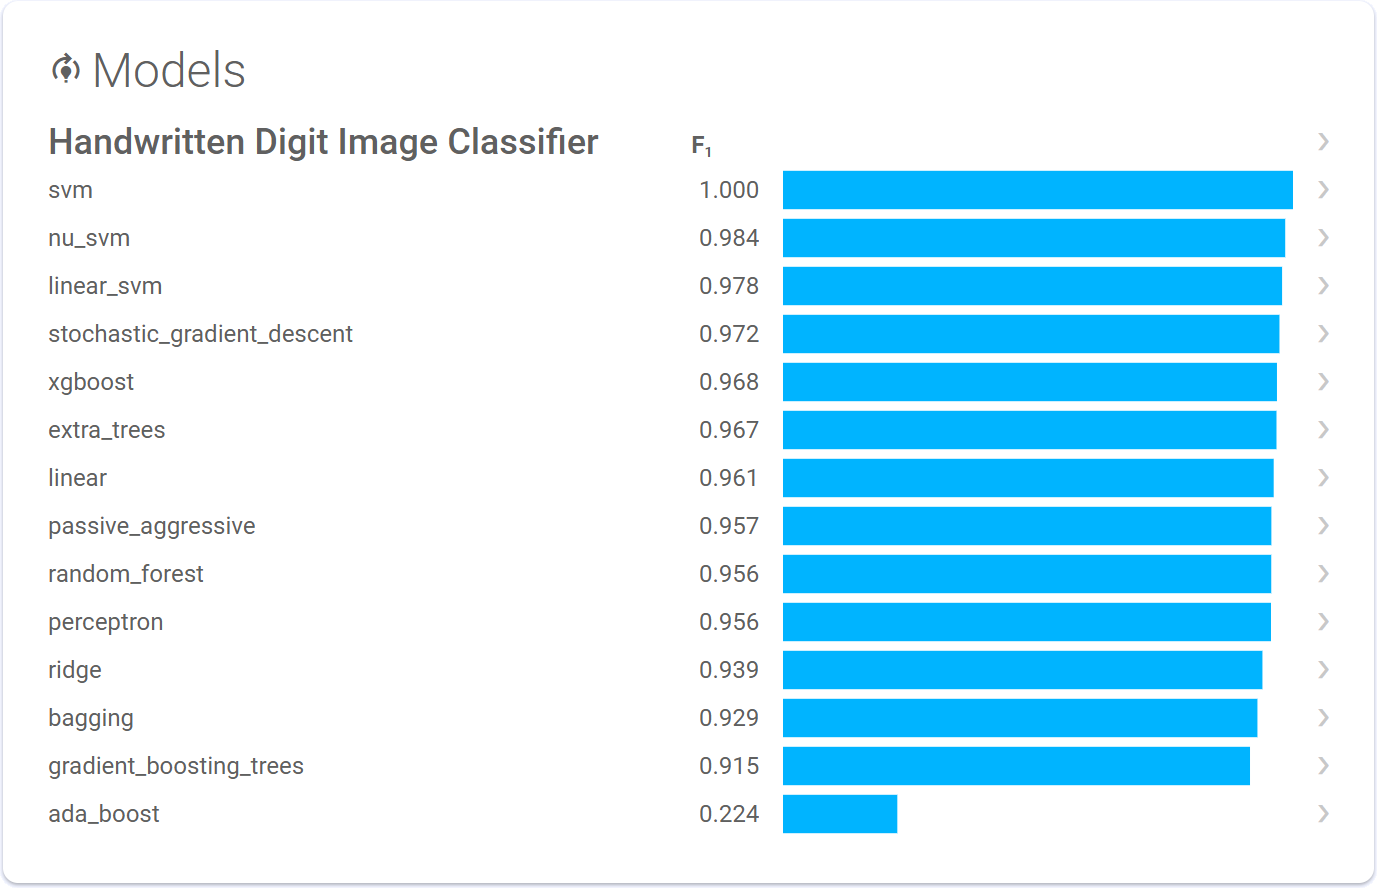 Models
Handwritten Digit Image Classifier F₁
svm 1.000
nu_svm 0.984
linear_svm 0.978
stochastic_gradient_descent 0.972
xgboost 0.968
extra_trees 0.967
linear 0.961
passive_aggressive 0.957
random_forest 0.956
perceptron 0.956
ridge 0.939
bagging 0.929
gradient_boosting_trees 0.915
ada_boost 0.224